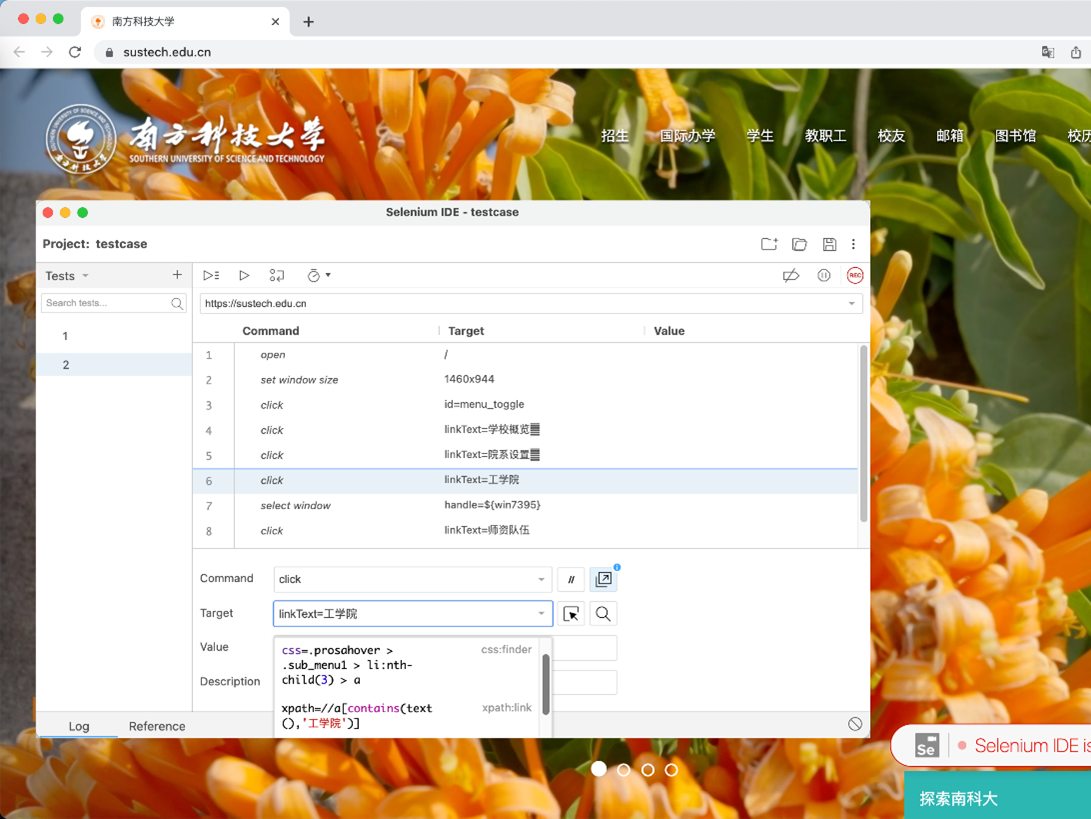 南方科技大学
sustech.edu.cn
南方科技大学
SOUTHERN UNIVERSITY OF SCIENCE AND TECHNOLOGY
招生 国际办学 学生 教职工 校友 邮箱 图书馆 校历
Selenium IDE - testcase
Project: testcase
Tests
REC
Search tests...
https://sustech.edu.cn
1
2
Command Target Value
1 open /
2 set window size 1460x944
3 click id=menu_toggle
4 click linkText=学校概览
5 click linkText=院系设置
6 click linkText=工学院
7 select window handle=${win7395}
8 click linkText=师资队伍
Command click //
Target linkText=工学院
Value
Description
css=.prosahover > css:finder
.sub_menu1 > li:nth-
child(3) > a
xpath=//a[contains(text xpath:link
(),'工学院')]
Log Reference
Se Selenium IDE is
探索南科大